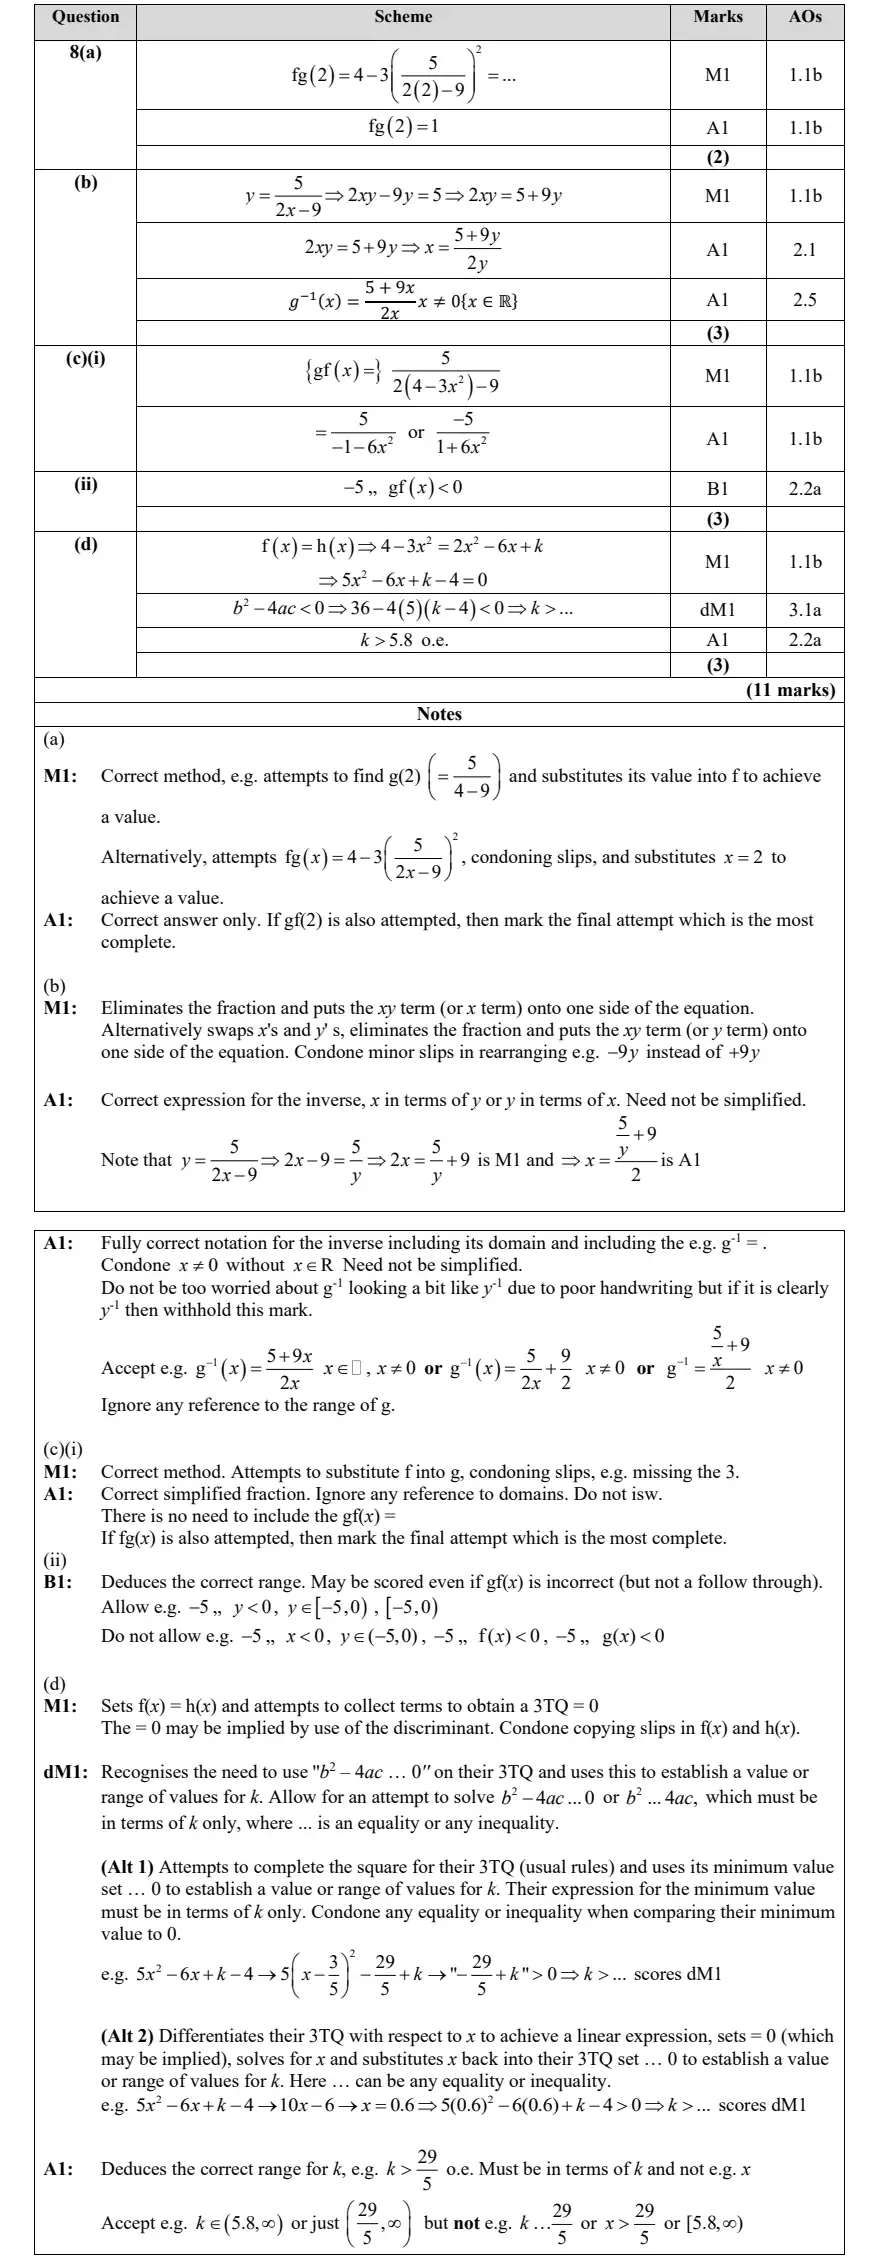 Question Scheme Marks AOs
8(a) fg(2) = 4 − 3(5/(2(2)−9))² = ... M1 1.1b
fg(2) = 1 A1 1.1b
(2)
(b) y = 5/(2x−9) ⇒ 2xy − 9y = 5 ⇒ 2xy = 5 + 9y M1 1.1b
2xy = 5 + 9y ⇒ x = (5+9y)/(2y) A1 2.1
g⁻¹(x) = (5 + 9x)/(2x) x ≠ 0{x ∈ ℝ} A1 2.5
(3)
(c)(i) {gf(x)=} 5/(2(4−3x²)−9) M1 1.1b
= 5/(−1−6x²) or −5/(1+6x²) A1 1.1b
(ii) −5 ,, gf(x) < 0 B1 2.2a
(3)
(d) f(x) = h(x) ⇒ 4 − 3x² = 2x² − 6x + k
⇒ 5x² − 6x + k − 4 = 0 M1 1.1b
b² − 4ac < 0 ⇒ 36 − 4(5)(k − 4) < 0 ⇒ k > ... dM1 3.1a
k > 5.8 o.e. A1 2.2a
(3)
(11 marks)
Notes
(a)
M1: Correct method, e.g. attempts to find g(2) (= 5/(4−9)) and substitutes its value into f to achieve
a value.
Alternatively, attempts fg(x) = 4 − 3(5/(2x−9))², condoning slips, and substitutes x = 2 to
achieve a value.
A1: Correct answer only. If gf(2) is also attempted, then mark the final attempt which is the most
complete.
(b)
M1: Eliminates the fraction and puts the xy term (or x term) onto one side of the equation.
Alternatively swaps x's and y' s, eliminates the fraction and puts the xy term (or y term) onto
one side of the equation. Condone minor slips in rearranging e.g. −9y instead of +9y
A1: Correct expression for the inverse, x in terms of y or y in terms of x. Need not be simplified.
Note that y = 5/(2x−9) ⇒ 2x − 9 = 5/y ⇒ 2x = 5/y + 9 is M1 and ⇒ x = (5/y + 9)/2 is A1
A1: Fully correct notation for the inverse including its domain and including the e.g. g⁻¹ = .
Condone x ≠ 0 without x ∈ R Need not be simplified.
Do not be too worried about g⁻¹ looking a bit like y⁻¹ due to poor handwriting but if it is clearly
y⁻¹ then withhold this mark.
Accept e.g. g⁻¹(x) = (5+9x)/(2x) x ∈ □ , x ≠ 0 or g⁻¹(x) = 5/(2x) + 9/2 x ≠ 0 or g⁻¹ = (5/x + 9)/2 x ≠ 0
Ignore any reference to the range of g.
(c)(i)
M1: Correct method. Attempts to substitute f into g, condoning slips, e.g. missing the 3.
A1: Correct simplified fraction. Ignore any reference to domains. Do not isw.
There is no need to include the gf(x) =
If fg(x) is also attempted, then mark the final attempt which is the most complete.
(ii)
B1: Deduces the correct range. May be scored even if gf(x) is incorrect (but not a follow through).
Allow e.g. −5 ,, y < 0, y ∈ [−5,0) , [−5,0)
Do not allow e.g. −5 ,, x < 0, y ∈ (−5,0) , −5 ,, f(x) < 0 , −5 ,, g(x) < 0
(d)
M1: Sets f(x) = h(x) and attempts to collect terms to obtain a 3TQ = 0
The = 0 may be implied by use of the discriminant. Condone copying slips in f(x) and h(x).
dM1: Recognises the need to use "b² – 4ac … 0" on their 3TQ and uses this to establish a value or
range of values for k. Allow for an attempt to solve b² − 4ac ... 0 or b² ... 4ac, which must be
in terms of k only, where ... is an equality or any inequality.
(Alt 1) Attempts to complete the square for their 3TQ (usual rules) and uses its minimum value
set … 0 to establish a value or range of values for k. Their expression for the minimum value
must be in terms of k only. Condone any equality or inequality when comparing their minimum
value to 0.
e.g. 5x² − 6x + k − 4 → 5(x − 3/5)² − 29/5 + k → "− 29/5 + k" > 0 ⇒ k > ... scores dM1
(Alt 2) Differentiates their 3TQ with respect to x to achieve a linear expression, sets = 0 (which
may be implied), solves for x and substitutes x back into their 3TQ set … 0 to establish a value
or range of values for k. Here … can be any equality or inequality.
e.g. 5x² − 6x + k − 4 → 10x − 6 → x = 0.6 ⇒ 5(0.6)² − 6(0.6) + k − 4 > 0 ⇒ k > ... scores dM1
A1: Deduces the correct range for k, e.g. k > 29/5 o.e. Must be in terms of k and not e.g. x
Accept e.g. k ∈ (5.8, ∞) or just (29/5, ∞) but not e.g. k ... 29/5 or x > 29/5 or [5.8, ∞)